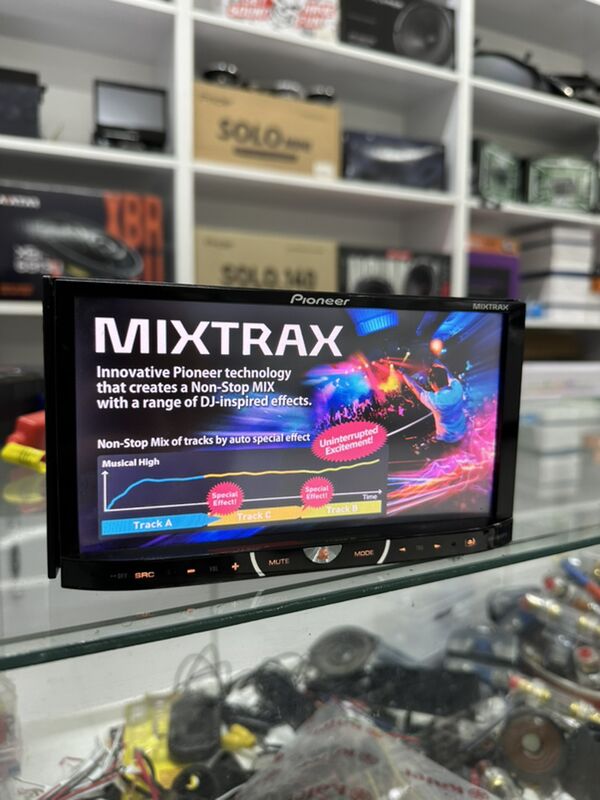 SOLO
SOLO 140
XBR
Pioneer
MIXTRAX
MIXTRAX
Innovative Pioneer technology
that creates a Non-Stop MIX
with a range of DJ-inspired effects.
Non-Stop Mix of tracks by auto special effect
Uninterrupted
Excitement!
Musical High
Special
Effect!
Special
Effect!
Time
Track A
Track C
Track B
OFF SRC - VOL + MUTE MODE